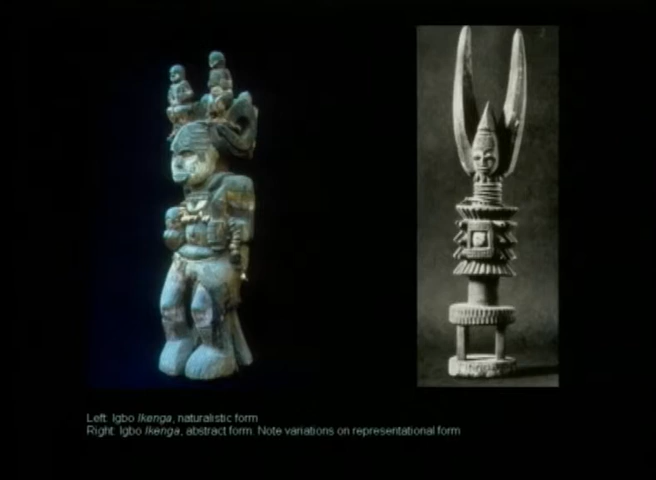 Left: Igbo Ikenga, naturalistic form
Right: Igbo Ikenga, abstract form. Note variations on representational form